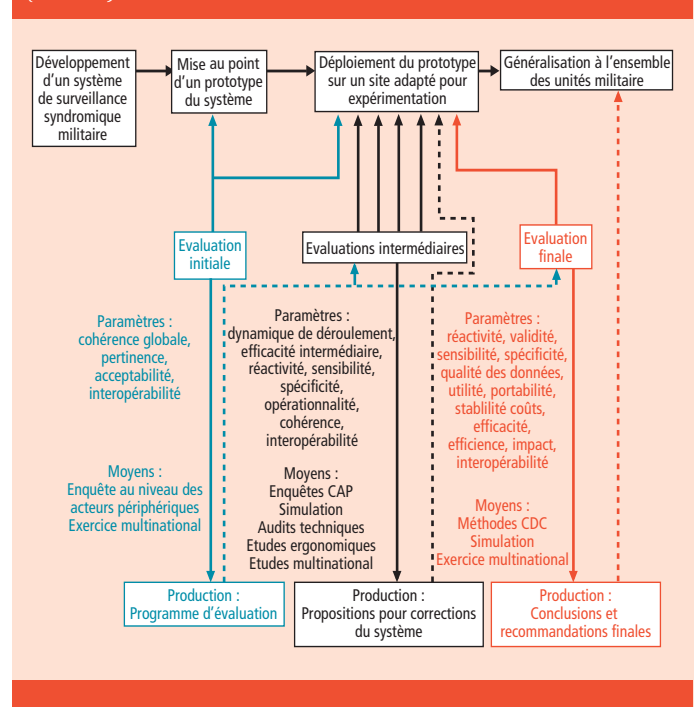 Développement
d'un système
de surveillance
syndromique
militaire
Mise au point
d'un prototype
du système
Déploiement du prototype
sur un site adapté pour
expérimentation
Généralisation à l'ensemble
des unités militaire
Evaluation
initiale
Evaluations intermédiaires
Evaluation
finale
Paramètres :
cohérence globale,
pertinence,
acceptabilité,
interopérabilité
Moyens :
Enquête au niveau des
acteurs périphériques
Exercice multinational
Paramètres :
dynamique de déroulement,
efficacité intermédiaire,
réactivité, sensibilité,
spécificité,
opérationnalité,
cohérence,
interopérabilité
Moyens :
Enquêtes CAP
Simulation
Audits techniques
Etudes ergonomiques
Etudes multinational
Paramètres :
réactivité, validité,
sensibilité, spécificité,
qualité des données,
utilité, portabilité,
stablilité coûts,
efficacité,
efficience, impact,
interopérabilité
Moyens :
Méthodes CDC
Simulation
Exercice multinational
Production :
Programme d'évaluation
Production :
Propositions pour corrections
du système
Production :
Conclusions et
recommandations finales